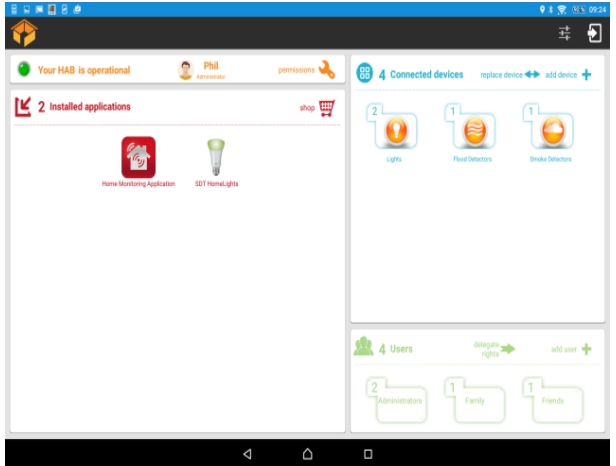 09:24
Your HAB is operational
Phil
Administrator
permissions
2 Installed applications
shop
Home Monitoring Application
SDT HomeLights
4 Connected devices
replace device
add device
2
Lights
1
Flood Detectors
1
Smoke Detectors
4 Users
delegate
rights
add user
2
Administrators
1
Family
1
Friends